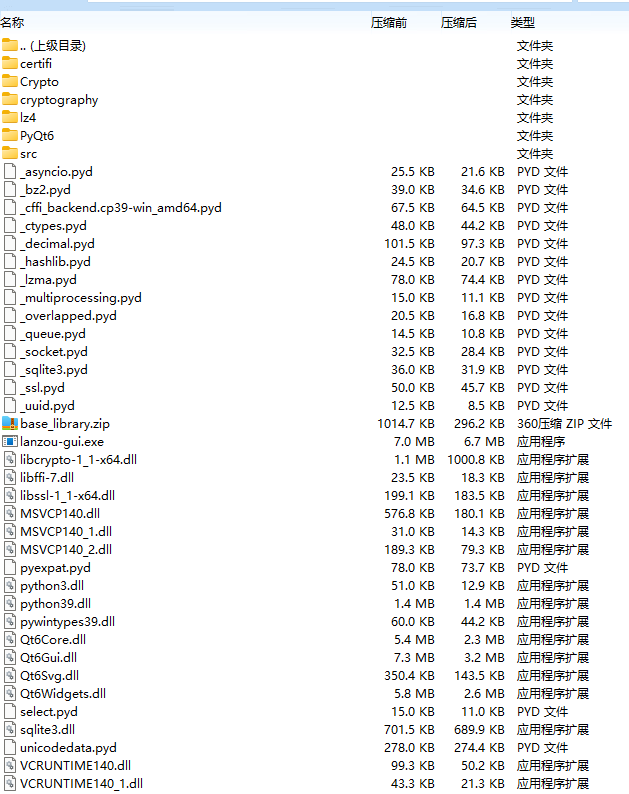 名称 压缩前 压缩后 类型
.. (上级目录) 文件夹
certifi 文件夹
Crypto 文件夹
cryptography 文件夹
lz4 文件夹
PyQt6 文件夹
src 文件夹
_asyncio.pyd 25.5 KB 21.6 KB PYD 文件
_bz2.pyd 39.0 KB 34.6 KB PYD 文件
_cffi_backend.cp39-win_amd64.pyd 67.5 KB 64.5 KB PYD 文件
_ctypes.pyd 48.0 KB 44.2 KB PYD 文件
_decimal.pyd 101.5 KB 97.3 KB PYD 文件
_hashlib.pyd 24.5 KB 20.7 KB PYD 文件
_lzma.pyd 78.0 KB 74.4 KB PYD 文件
_multiprocessing.pyd 15.0 KB 11.1 KB PYD 文件
_overlapped.pyd 20.5 KB 16.8 KB PYD 文件
_queue.pyd 14.5 KB 10.8 KB PYD 文件
_socket.pyd 32.5 KB 28.4 KB PYD 文件
_sqlite3.pyd 36.0 KB 31.9 KB PYD 文件
_ssl.pyd 50.0 KB 45.7 KB PYD 文件
_uuid.pyd 12.5 KB 8.5 KB PYD 文件
base_library.zip 1014.7 KB 296.2 KB 360压缩 ZIP 文件
lanzou-gui.exe 7.0 MB 6.7 MB 应用程序
libcrypto-1_1-x64.dll 1.1 MB 1000.8 KB 应用程序扩展
libffi-7.dll 23.5 KB 18.3 KB 应用程序扩展
libssl-1_1-x64.dll 199.1 KB 183.5 KB 应用程序扩展
MSVCP140.dll 576.8 KB 180.1 KB 应用程序扩展
MSVCP140_1.dll 31.0 KB 14.3 KB 应用程序扩展
MSVCP140_2.dll 189.3 KB 79.3 KB 应用程序扩展
pyexpat.pyd 78.0 KB 73.7 KB PYD 文件
python3.dll 51.0 KB 12.9 KB 应用程序扩展
python39.dll 1.4 MB 1.4 MB 应用程序扩展
pywintypes39.dll 60.0 KB 44.2 KB 应用程序扩展
Qt6Core.dll 5.4 MB 2.3 MB 应用程序扩展
Qt6Gui.dll 7.3 MB 3.2 MB 应用程序扩展
Qt6Svg.dll 350.4 KB 143.5 KB 应用程序扩展
Qt6Widgets.dll 5.8 MB 2.6 MB 应用程序扩展
select.pyd 15.0 KB 11.0 KB PYD 文件
sqlite3.dll 701.5 KB 689.9 KB 应用程序扩展
unicodedata.pyd 278.0 KB 274.4 KB PYD 文件
VCRUNTIME140.dll 99.3 KB 50.2 KB 应用程序扩展
VCRUNTIME140_1.dll 43.3 KB 21.3 KB 应用程序扩展